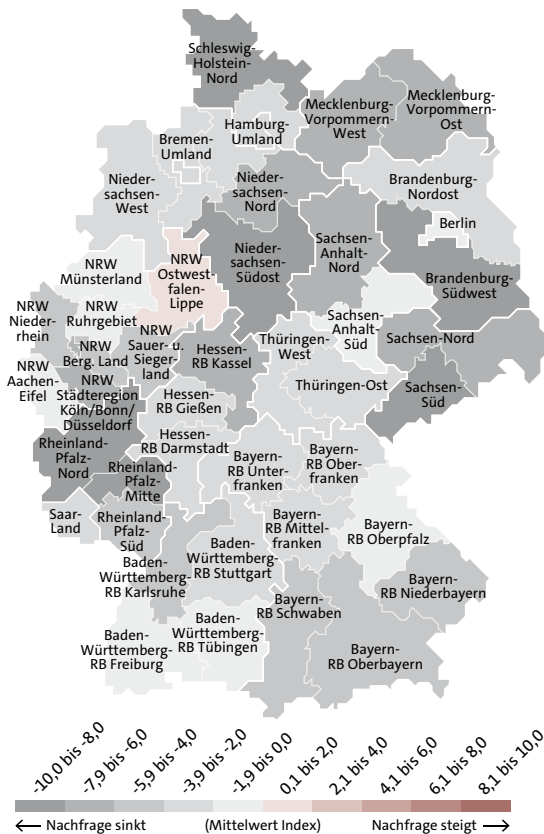 Schleswig-
Holstein-
Nord
Mecklenburg-
Vorpommern-
West
Mecklenburg-
Vorpommern-
Ost
Hamburg-
Umland
Bremen-
Umland
Nieder-
sachsen-
West
Nieder-
sachsen-
Nord
Brandenburg-
Nordost
Berlin
Nieder-
sachsen-
Südost
Sachsen-
Anhalt-
Nord
Brandenburg-
Südwest
NRW
Münsterland
NRW
Ostwest-
falen-
Lippe
NRW
Nieder-
rhein
NRW
Ruhrgebiet
NRW
Sauer- u.
Sieger-
land
NRW
Berg. Land
NRW
Aachen-
Eifel
NRW
Städteregion
Köln/Bonn/
Düsseldorf
Hessen-
RB Kassel
Thüringen-
West
Sachsen-
Anhalt-
Süd
Sachsen-Nord
Thüringen-Ost
Sachsen-
Süd
Hessen-
RB Gießen
Hessen-
RB Darmstadt
Rheinland-
Pfalz-
Nord
Rheinland-
Pfalz-
Mitte
Saar-
Land
Rheinland-
Pfalz-
Süd
Bayern-
RB Unter-
franken
Bayern-
RB Ober-
franken
Bayern-
RB Mittel-
franken
Bayern-
RB Oberpfalz
Baden-
Württemberg-
RB Stuttgart
Baden-
Württemberg-
RB Karlsruhe
Bayern-
RB Niederbayern
Bayern-
RB Schwaben
Baden-
Württemberg-
RB Freiburg
Baden-
Württemberg-
RB Tübingen
Bayern-
RB Oberbayern
-10,0 bis -8,0
-7,9 bis -6,0
-5,9 bis -4,0
-3,9 bis -2,0
-1,9 bis 0,0
0,1 bis 2,0
2,1 bis 4,0
4,1 bis 6,0
6,1 bis 8,0
8,1 bis 10,0
Nachfrage sinkt (Mittelwert Index) Nachfrage steigt